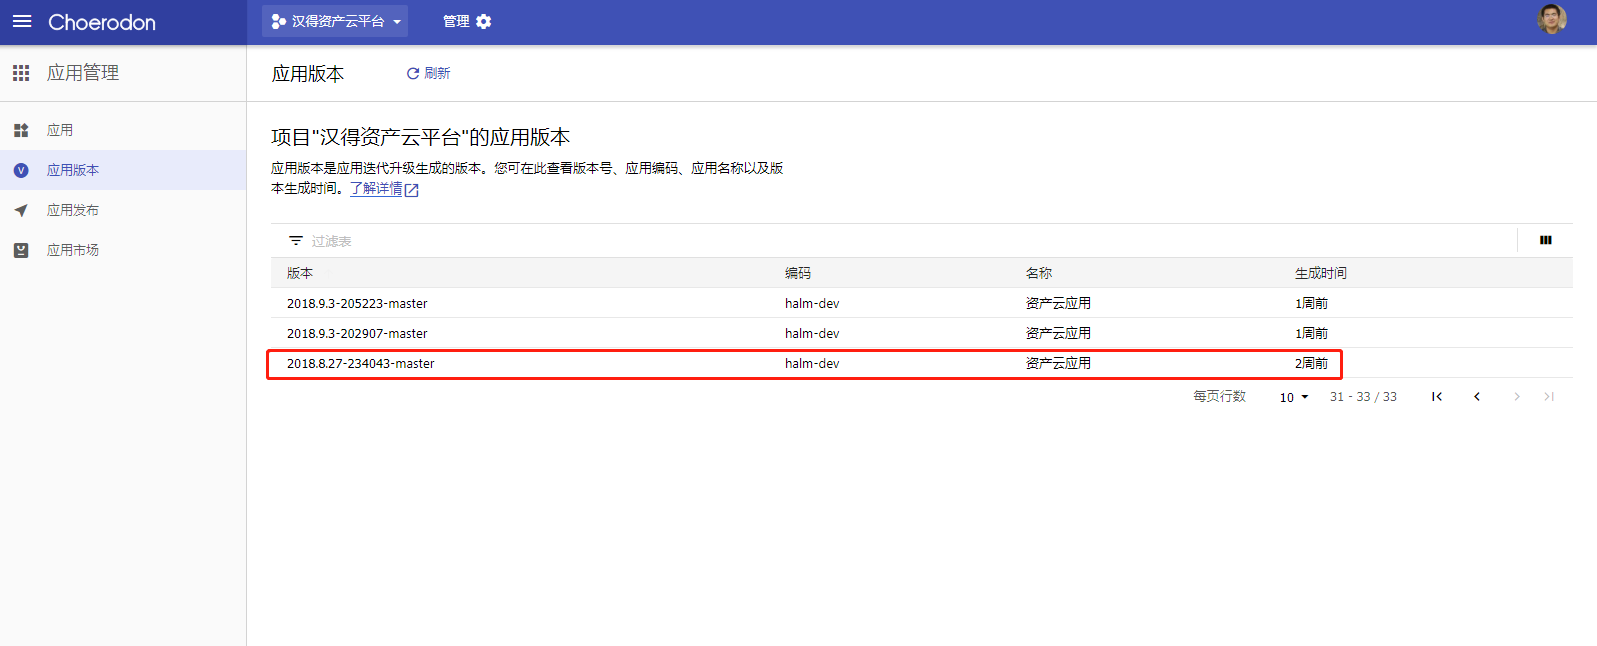 Choerodon
汉得资产云平台
管理
应用管理
应用版本
刷新
应用
应用版本
应用发布
应用市场
项目"汉得资产云平台"的应用版本
应用版本是应用迭代升级生成的版本。您可在此查看版本号、应用编码、应用名称以及版
本生成时间。了解详情
过滤表
版本 编码 名称 生成时间
2018.9.3-205223-master halm-dev 资产云应用 1周前
2018.9.3-202907-master halm-dev 资产云应用 1周前
2018.8.27-234043-master halm-dev 资产云应用 2周前
每页行数 10 31 - 33 / 33